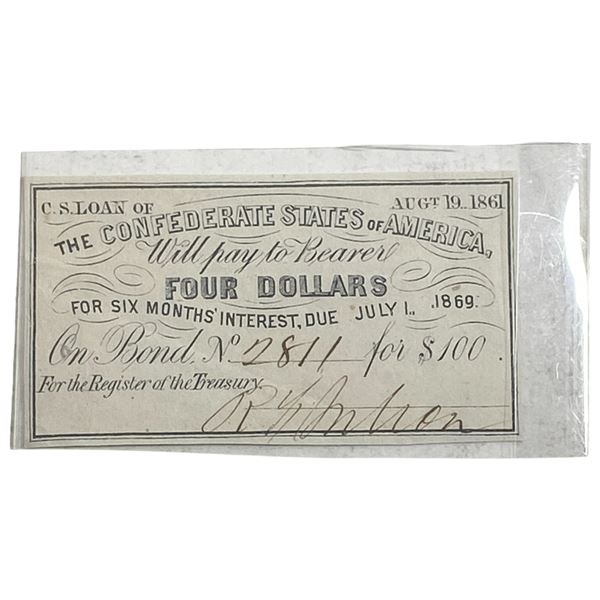 C.S.LOAN OF AUGT 19..1861
THE CONFEDERATE STATES OF AMERICA,
Will pay to Bearer
FOUR DOLLARS
FOR SIX MONTHS' INTEREST, DUE JULY 1., .1869.
On Bond, No. 2811 for $100.
For the Register of the Treasury.